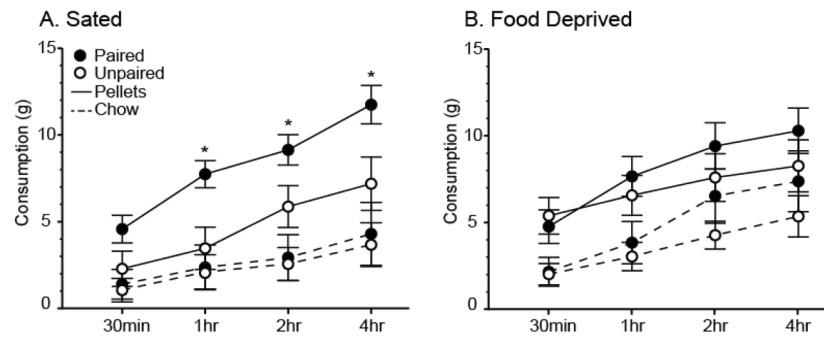 A. Sated
15
10
5
0
Consumption (g)
Paired
Unpaired
Pellets
Chow
*
*
*
30min 1hr 2hr 4hr
B. Food Deprived
15
10
5
0
Consumption (g)
30min 1hr 2hr 4hr